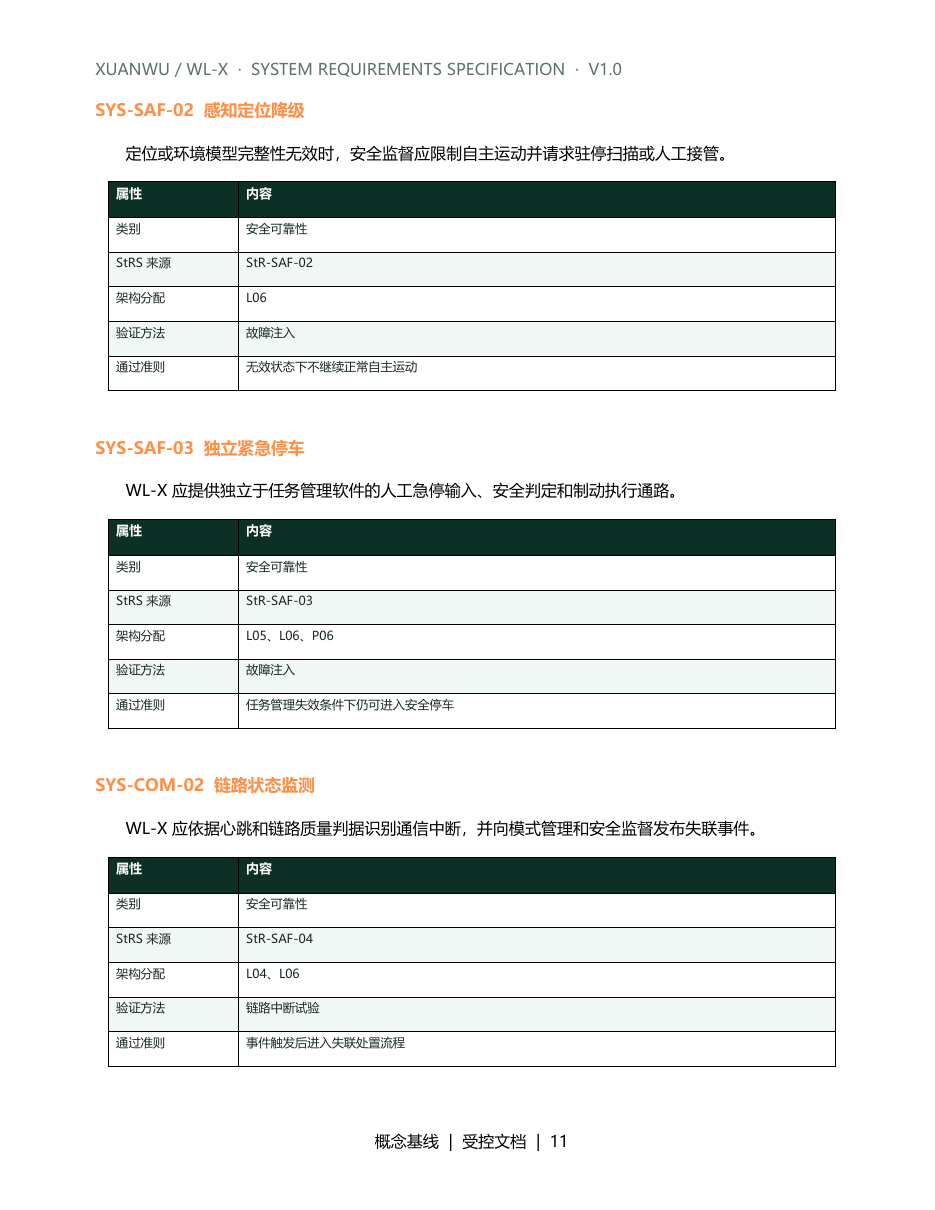 XUANWU / WL-X · SYSTEM REQUIREMENTS SPECIFICATION · V1.0
SYS-SAF-02 感知定位降级
定位或环境模型完整性无效时，安全监督应限制自主运动并请求驻停扫描或人工接管。
属性 内容
类别 安全可靠性
StRS 来源 StR-SAF-02
架构分配 L06
验证方法 故障注入
通过准则 无效状态下不继续正常自主运动
SYS-SAF-03 独立紧急停车
WL-X 应提供独立于任务管理软件的人工急停输入、安全判定和制动执行通路。
属性 内容
类别 安全可靠性
StRS 来源 StR-SAF-03
架构分配 L05、L06、P06
验证方法 故障注入
通过准则 任务管理失效条件下仍可进入安全停车
SYS-COM-02 链路状态监测
WL-X 应依据心跳和链路质量判据识别通信中断，并向模式管理和安全监督发布失联事件。
属性 内容
类别 安全可靠性
StRS 来源 StR-SAF-04
架构分配 L04、L06
验证方法 链路中断试验
通过准则 事件触发后进入失联处置流程
概念基线 | 受控文档 | 11